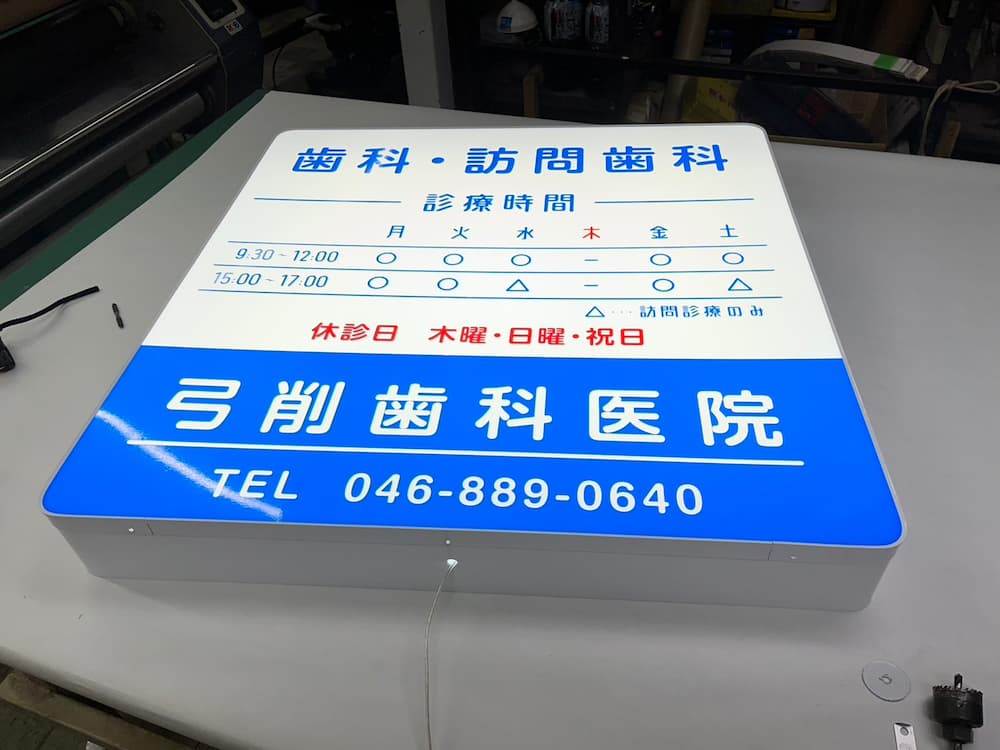 歯科・訪問歯科
診療時間
月 火 水 木 金 土
9:30~12:00 ○ ○ ○ − ○ ○
15:00~17:00 ○ ○ △ − ○ △
△…訪問診療のみ
休診日 木曜・日曜・祝日
弓削歯科医院
TEL 046-889-0640